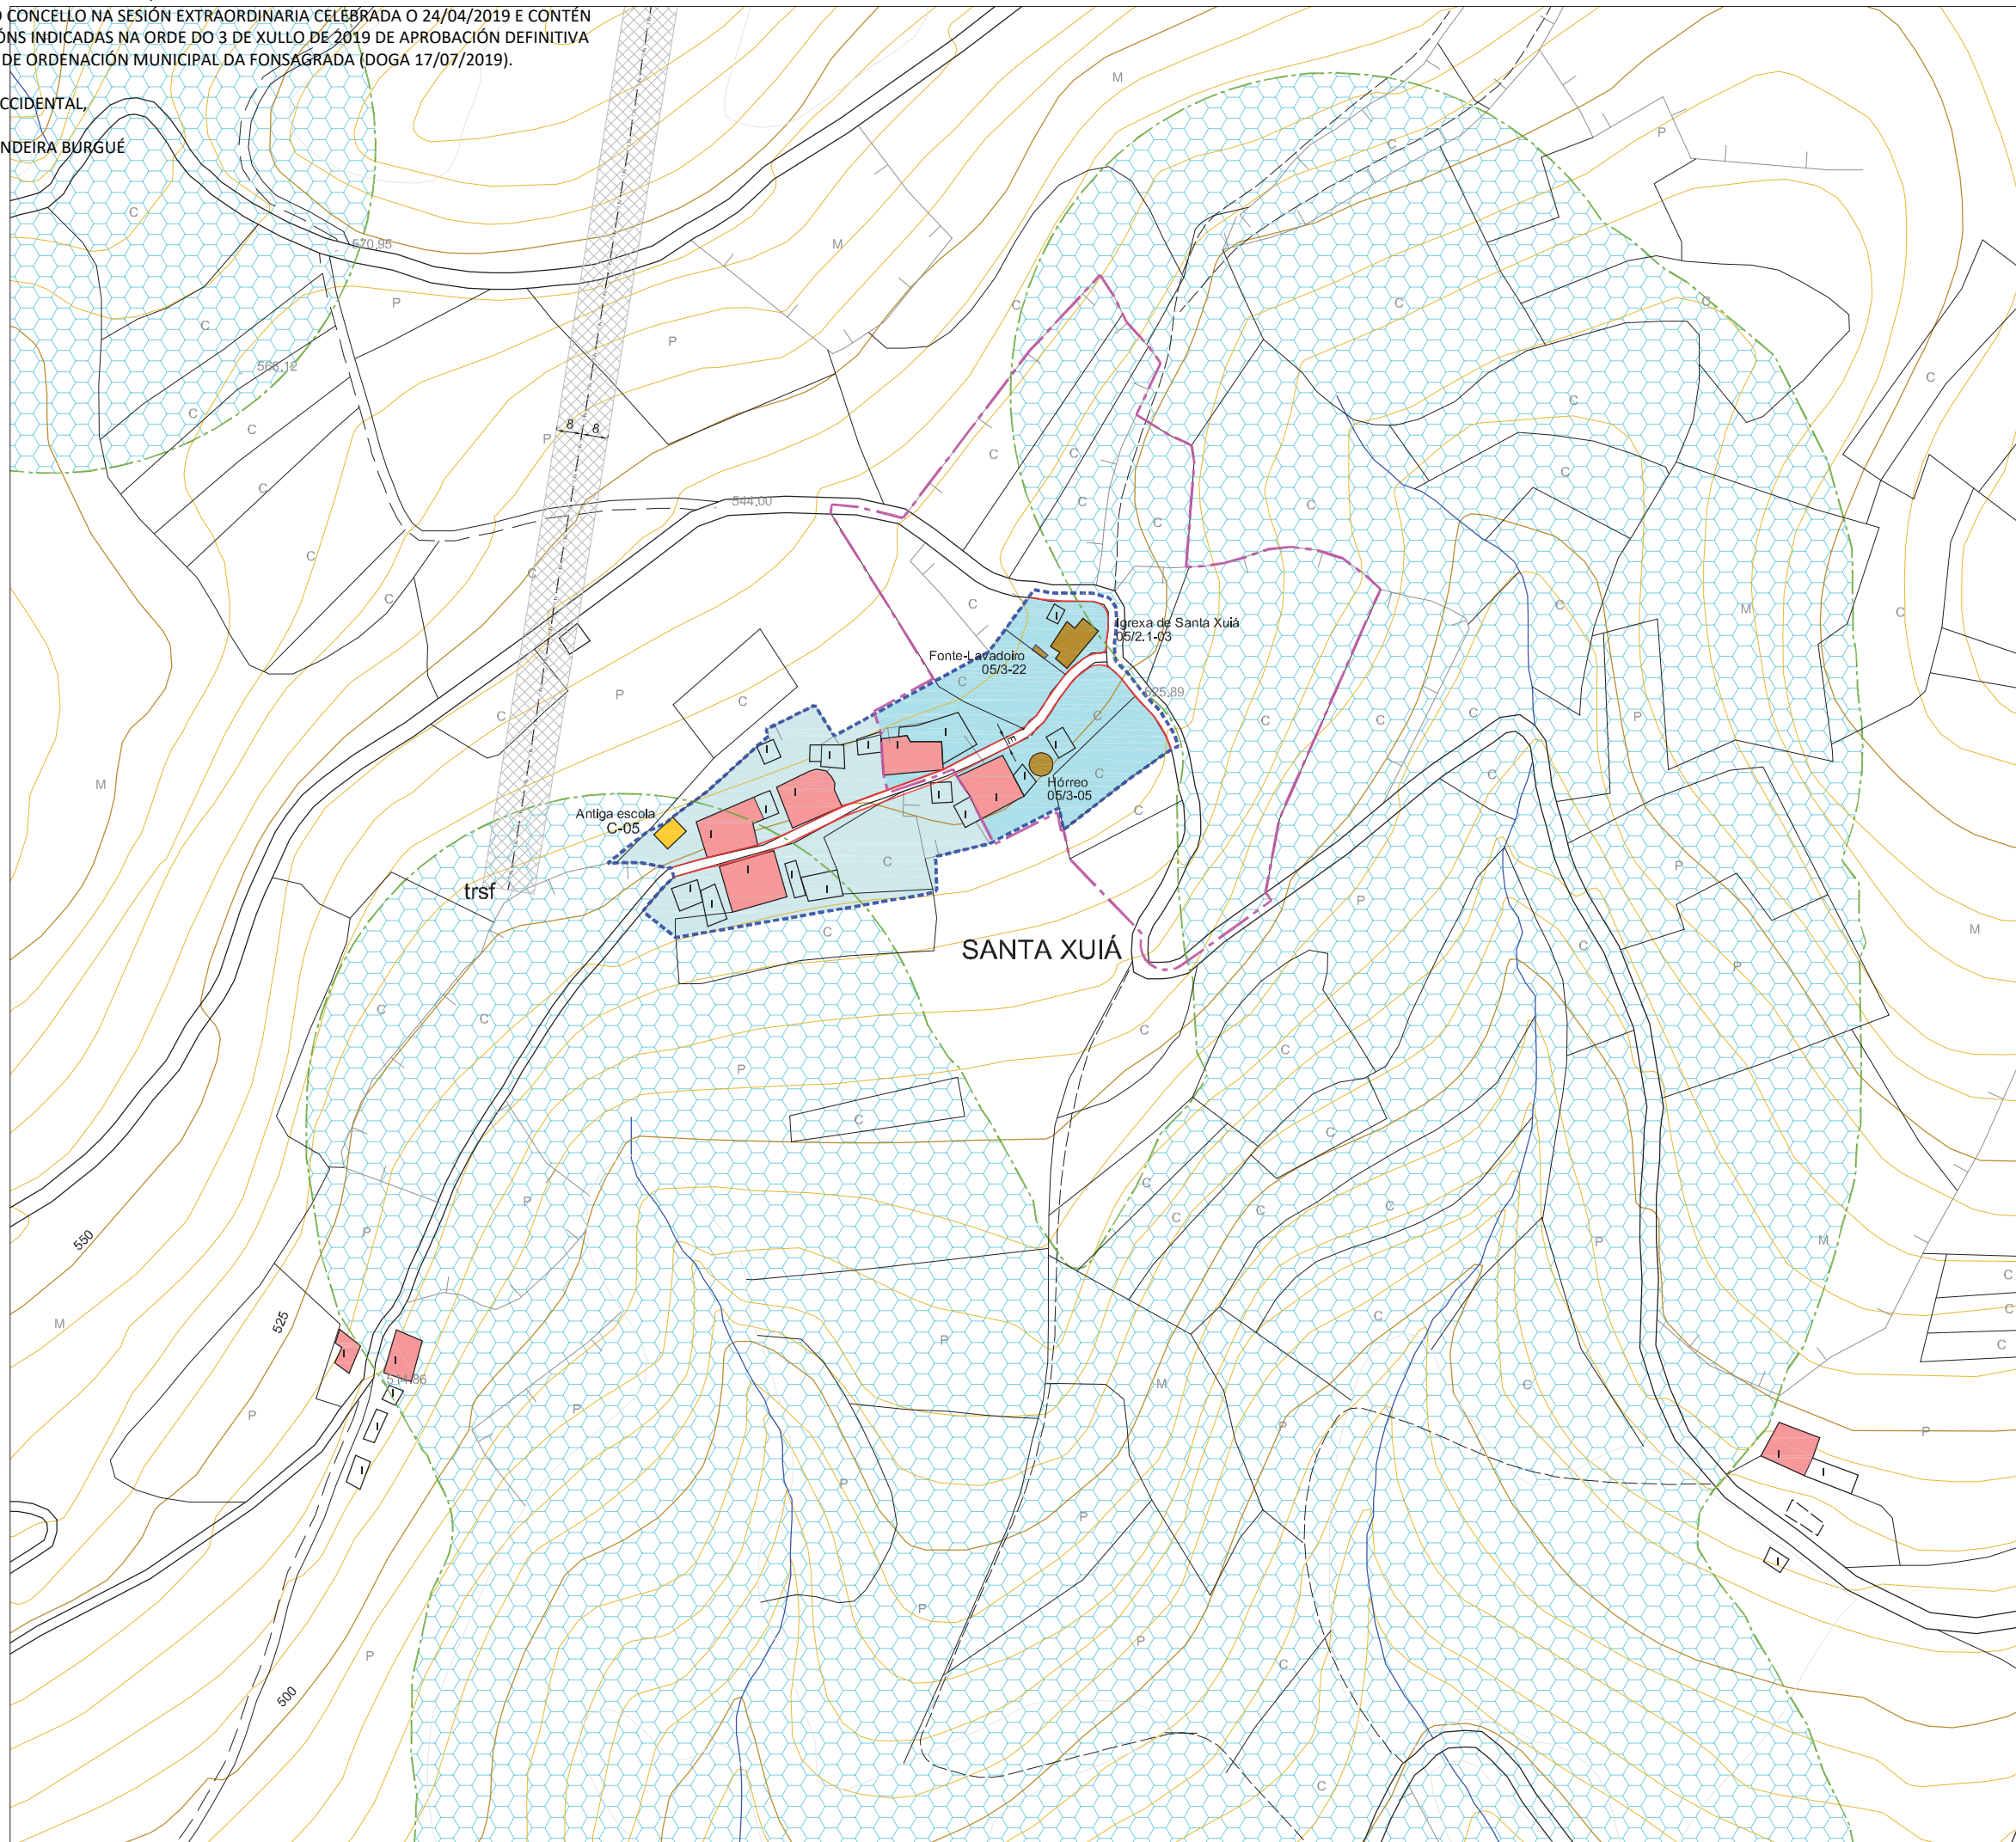 O CONCELLO NA SESIÓN EXTRAORDINARIA CELEBRADA O 24/04/2019 E CONTÉN
ÓNS INDICADAS NA ORDE DO 3 DE XULLO DE 2019 DE APROBACIÓN DEFINITIVA
DE ORDENACIÓN MUNICIPAL DA FONSAGRADA (DOGA 17/07/2019).
CCIDENTAL,
NDEIRA BURGUÉ
570,95
568,12
8 8
544,00
Igrexa de Santa Xuiá
05/2.1-03
Fonte-Lavadoiro
05/3-22
525,89
E
Hórreo
05/3-05
Antiga escola
C-05
trsf
SANTA XUIÁ
550
525
500